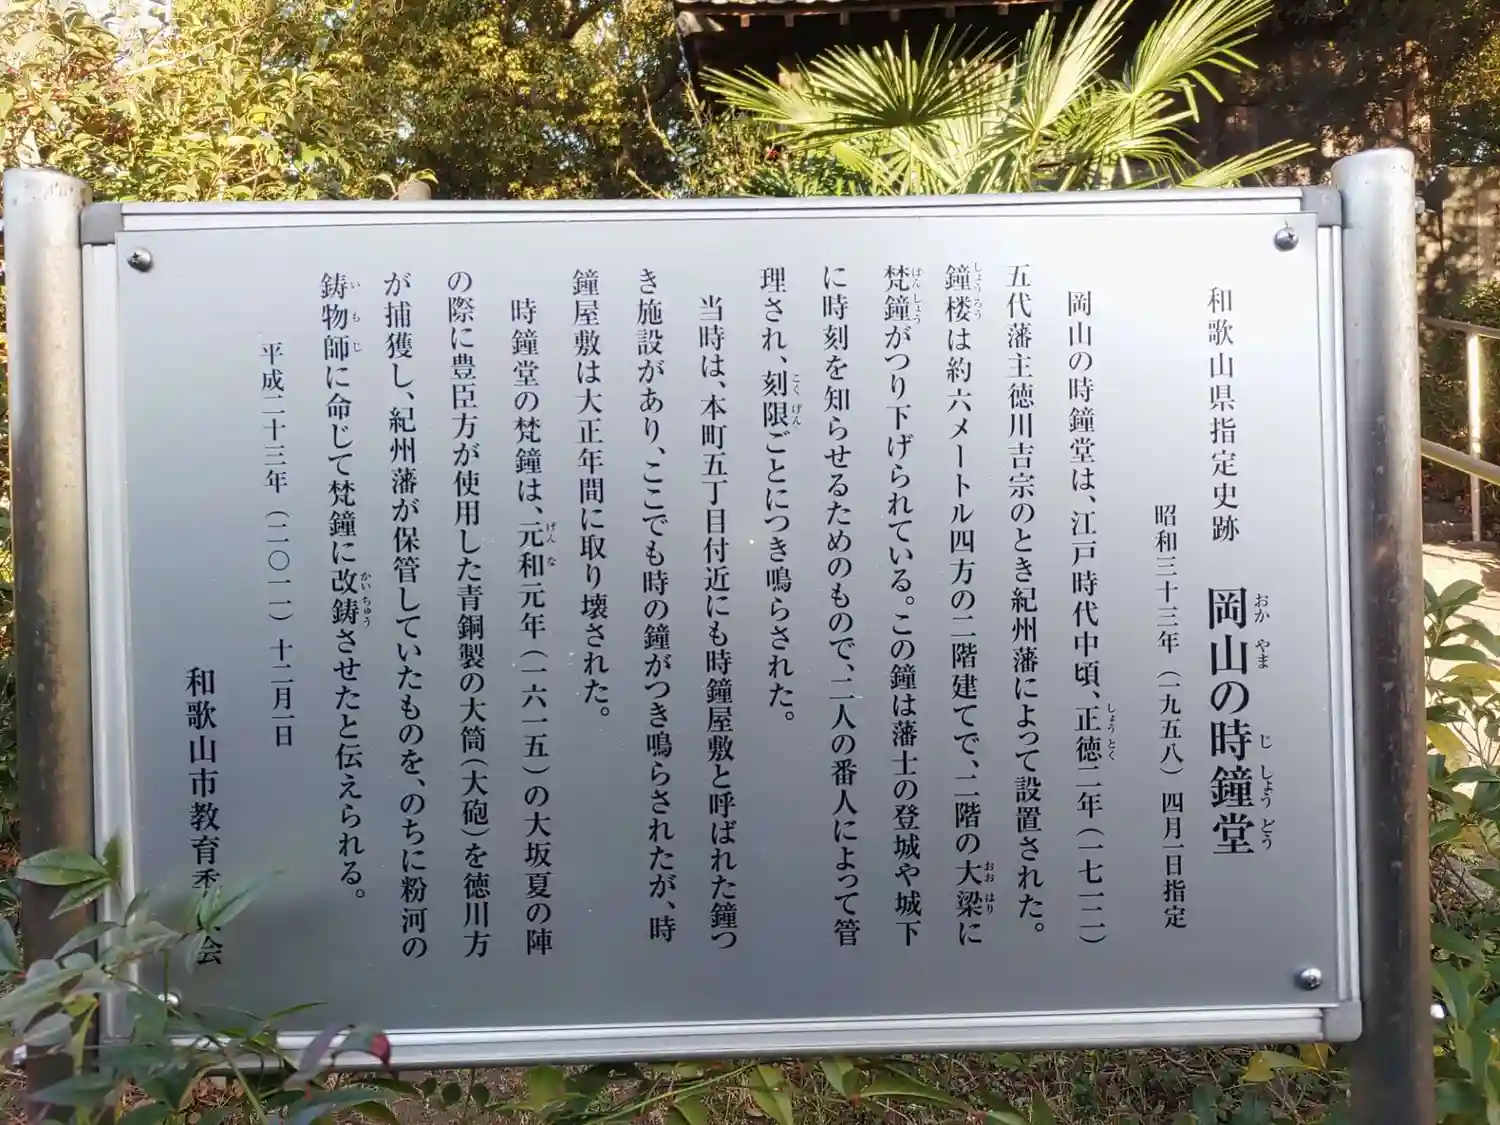 和歌山県指定史跡　岡山の時鐘堂
昭和三十三年（一九五八）四月一日指定
岡山の時鐘堂は、江戸時代中頃、正徳二年（一七一二）
五代藩主徳川吉宗のとき紀州藩によって設置された。
鐘楼は約六メートル四方の二階建てで、二階の大梁に
梵鐘がつり下げられている。この鐘は藩士の登城や城下
に時刻を知らせるためのもので、二人の番人によって管
理され、刻限ごとにつき鳴らされた。
当時は、本町五丁目付近にも時鐘屋敷と呼ばれた鐘つ
き施設があり、ここでも時の鐘がつき鳴らされたが、時
鐘屋敷は大正年間に取り壊された。
時鐘堂の梵鐘は、元和元年（一六一五）の大坂夏の陣
の際に豊臣方が使用した青銅製の大筒（大砲）を徳川方
が捕獲し、紀州藩が保管していたものを、のちに粉河の
鋳物師に命じて梵鐘に改鋳させたと伝えられる。
平成二十三年（二〇一一）十二月一日
和歌山市教育委会